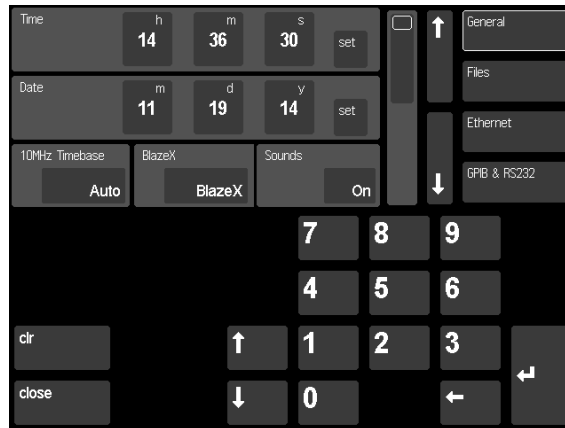 Time
h m s
14 36 30 set
General
Files
Date
m d y
11 19 14 set
Ethernet
10MHz Timebase BlazeX Sounds
Auto BlazeX On
GPIB & RS232
7 8 9
4 5 6
clr 1 2 3
close 0